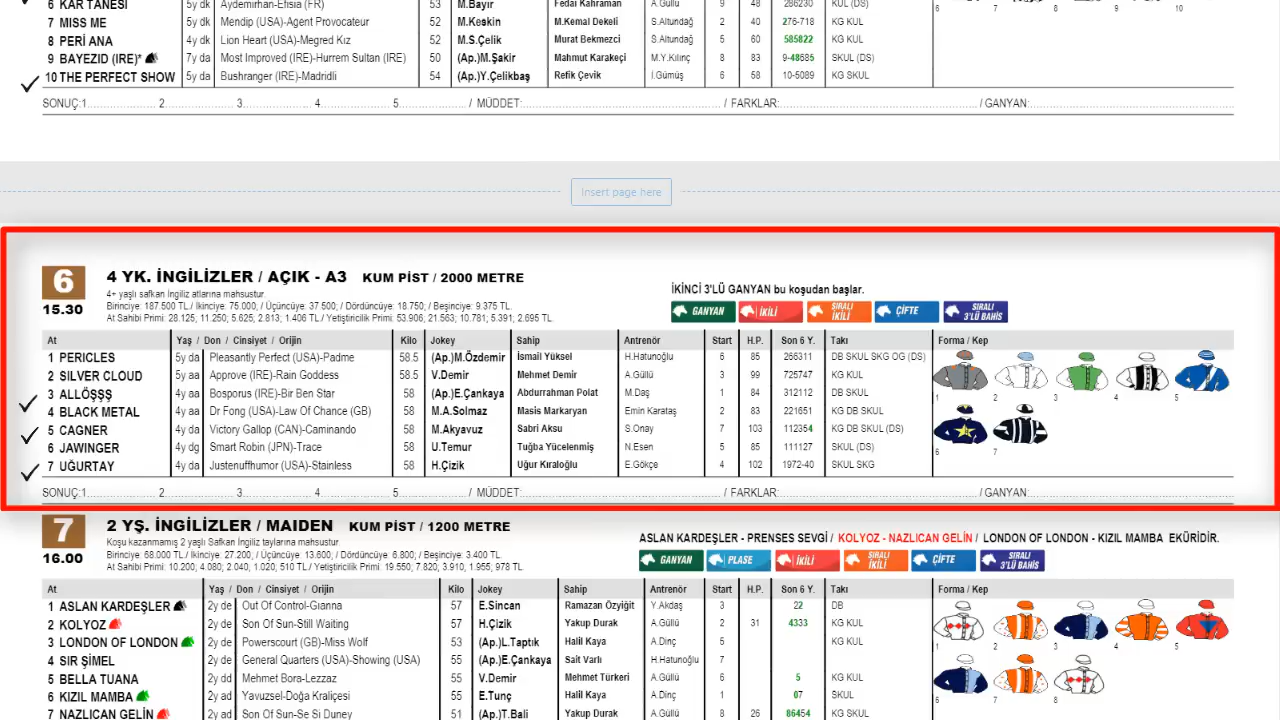 6 KAR TANESİ 5y dk Aydemirhan-Efisia (FR) 53 M.Bayır Fedai Kahraman A.Güllü 9 48 286230 KUL (DS)
7 MISS ME 5y dk Mendip (USA)-Agent Provocateur 52 M.Keskin M.Kemal Dekeli S.Altundağ 2 40 276-718 KG KUL
8 PERİ ANA 4y dk Lion Heart (USA)-Megred Kız 52 M.S.Çelik Murat Bekmezci S.Altundağ 5 60 585822 KG KUL
9 BAYEZID (IRE)* 7y da Most Improved (IRE)-Hurrem Sultan (IRE) 50 (Ap.)M.Şakir Mahmut Karakeçi M.Y.Kılınç 8 83 9-48685 SKUL (DS)
10 THE PERFECT SHOW 5y da Bushranger (IRE)-Madridli 54 (Ap.)Y.Çelikbaş Refik Çevik İ.Gümüş 6 58 10-5089 KG SKUL
6 7 8 9 10
SONUÇ:1 2 3 4 5 / MÜDDET: / FARKLAR: / GANYAN:
Insert page here
6 4 YK. İNGİLİZLER / AÇIK - A3 KUM PİST / 2000 METRE
15.30
4+ yaşlı safkan İngiliz atlarına mahsustur.
Birinciye: 187.500 TL./ İkinciye: 75.000; / Üçüncüye: 37.500; / Dördüncüye: 18.750; / Beşinciye: 9.375 TL.
At Sahibi Primi: 28.125; 11.250; 5.625; 2.813; 1.406 TL / Yetiştiricilik Primi: 53.906; 21.563; 10.781; 5.391; 2.695 TL.
İKİNCİ 3'LÜ GANYAN bu koşudan başlar.
GANYAN İKİLİ SIRALI İKİLİ ÇİFTE SIRALI 3'LÜ BAHİS
At Yaş / Don / Cinsiyet / Orijin Kilo Jokey Sahip Antrenör Start H.P. Son 6 Y. Takı Forma / Kep
1 PERICLES 5y da Pleasantly Perfect (USA)-Padme 58.5 (Ap.)M.Özdemir İsmail Yüksel H.Hatunoğlu 6 85 266311 DB SKUL SKG OG (DS)
2 SILVER CLOUD 5y aa Approve (IRE)-Rain Goddess 58.5 V.Demir Mehmet Demir A.Güllü 3 99 725747 KG KUL
3 ALLÖŞŞŞ 4y aa Bosporus (IRE)-Bir Ben Star 58 (Ap.)E.Çankaya Abdurrahman Polat M.Daş 1 84 312112 DB SKUL
4 BLACK METAL 4y aa Dr Fong (USA)-Law Of Chance (GB) 58 M.A.Solmaz Masis Markaryan Emin Karataş 2 83 221651 KG DB SKUL
5 CAGNER 4y da Victory Gallop (CAN)-Caminando 58 M.Akyavuz Sabri Aksu S.Onay 7 103 112354 KG DB SKUL (DS)
6 JAWINGER 4y dg Smart Robin (JPN)-Trace 58 U.Temur Tuğba Yücelenmiş N.Esen 5 85 111127 SKUL (DS)
7 UĞURTAY 4y da Justenuffhumor (USA)-Stainless 58 H.Çizik Uğur Kıraloğlu E.Gökçe 4 102 1972-40 SKUL SKG
1 2 3 4 5
6 7
SONUÇ:1 2 3 4 5 / MÜDDET: / FARKLAR: / GANYAN:
7 2 YŞ. İNGİLİZLER / MAIDEN KUM PİST / 1200 METRE
16.00
Koşu kazanmamış 2 yaşlı Safkan İngiliz taylarına mahsustur.
Birinciye: 68.000 TL./ İkinciye: 27.200; / Üçüncüye: 13.600; / Dördüncüye: 6.800; / Beşinciye: 3.400 TL.
At Sahibi Primi: 10.200; 4.080; 2.040; 1.020; 510 TL / Yetiştiricilik Primi: 19.550; 7.820; 3.910; 1.955; 978 TL
ASLAN KARDEŞLER - PRENSES SEVGİ / KOLYOZ - NAZLICAN GELİN / LONDON OF LONDON - KIZIL MAMBA EKÜRİDİR.
GANYAN PLASE İKİLİ SIRALI İKİLİ ÇİFTE SIRALI 3'LÜ BAHİS
At Yaş / Don / Cinsiyet / Orijin Kilo Jokey Sahip Antrenör Start H.P. Son 6 Y. Takı Forma / Kep
1 ASLAN KARDEŞLER 2y de Out Of Control-Gıanna 57 E.Sincan Ramazan Özyiğit Y.Akdaş 3 22 DB
2 KOLYOZ 2y de Son Of Sun-Still Waiting 57 H.Çizik Yakup Durak A.Güllü 2 31 4333 KG KUL
3 LONDON OF LONDON 2y de Powerscourt (GB)-Miss Wolf 53 (Ap.)L.Taptık Halil Kaya A.Dinç 5 KG KUL
4 SIR ŞİMEL 2y de General Quarters (USA)-Showing (USA) 55 (Ap.)E.Çankaya Sait Varlı H.Hatunoğlu 7
5 BELLA TUANA 2y dd Mehmet Bora-Lezzâz 55 V.Demir Mehmet Türkeri A.Güllü 6 5 KG KUL
6 KIZIL MAMBA 2y ad Yavuzsel-Doğa Kraliçesi 55 E.Tunç Halil Kaya A.Dinç 1 07 SKUL
7 NAZLICAN GELİN 2y dd Son Of Sun-Se Si Duney 51 (Ap.)T.Bali Yakup Durak A.Güllü 8 26 86454 KG SKUL
1 2 3 4 5
6 7 8